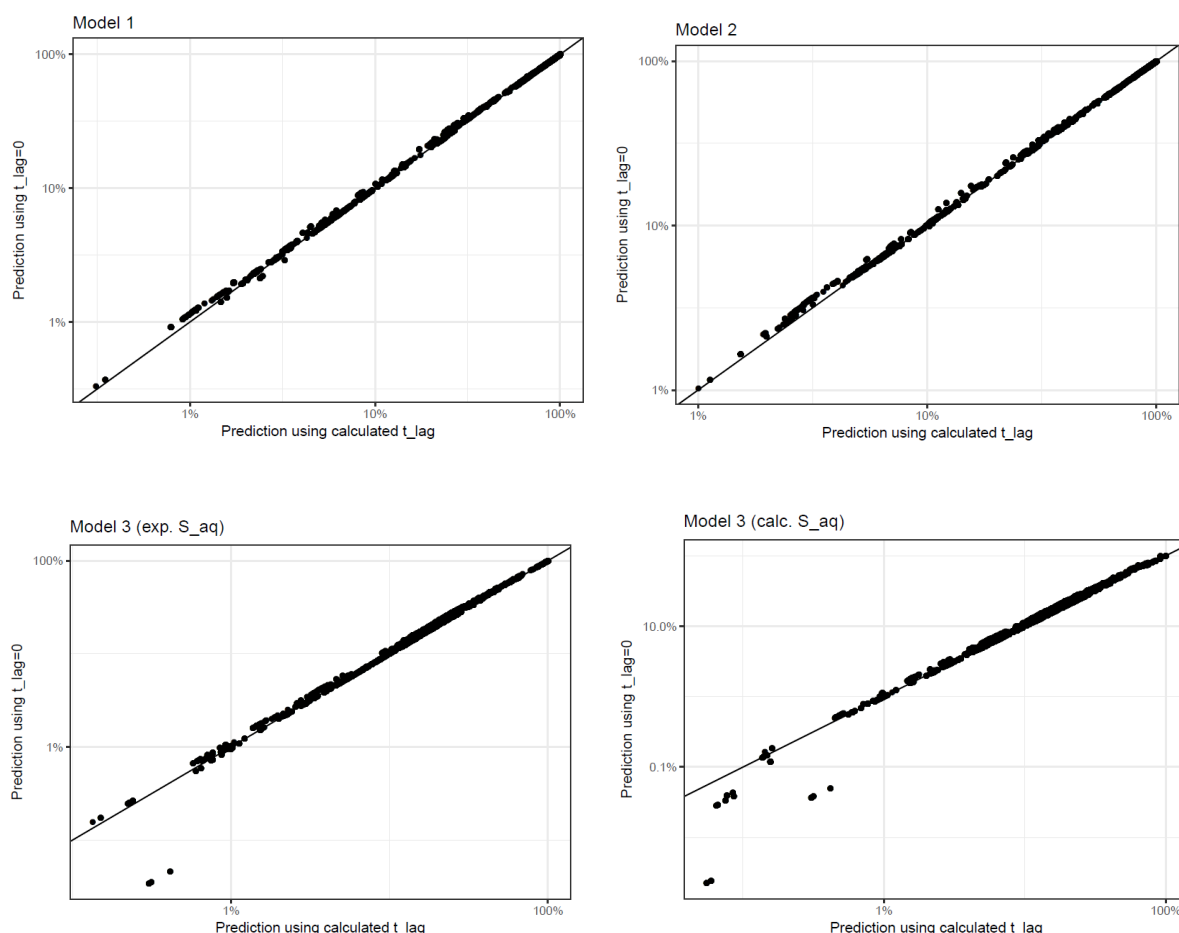 Model 1
100%
10%
1%
Prediction using t_lag=0
1%
10%
100%
Prediction using calculated t_lag
Model 2
100%
10%
1%
Prediction using t_lag=0
1%
10%
100%
Prediction using calculated t_lag
Model 3 (exp. S_aq)
100%
1%
Prediction using t_lag=0
1%
100%
Prediction using calculated t_lag
Model 3 (calc. S_aq)
10.0%
0.1%
Prediction using t_lag=0
1%
100%
Prediction using calculated t_lag